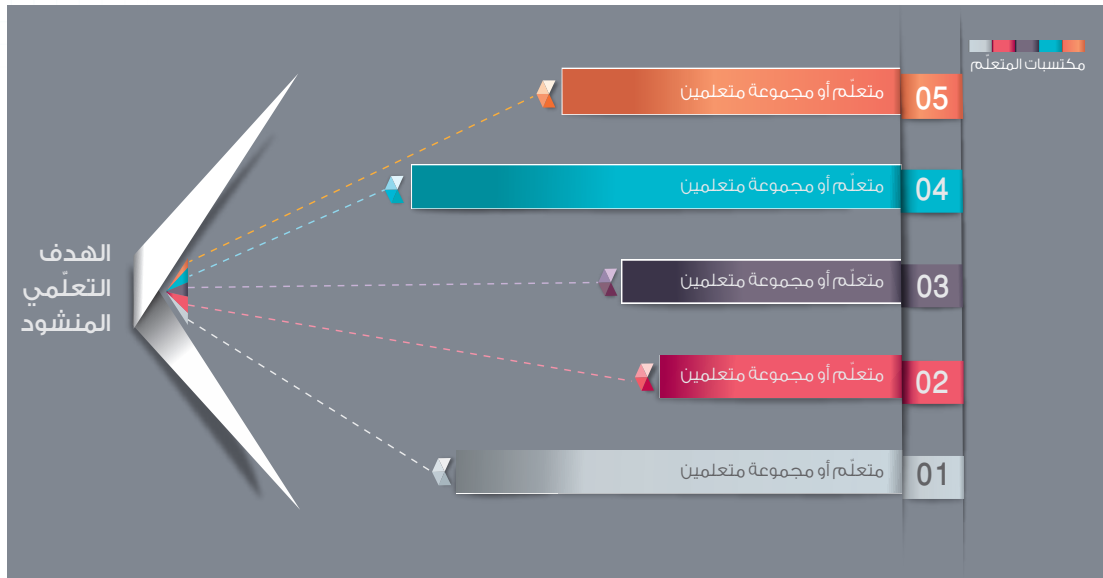 مكتسبات المتعلّم
05
متعلّم أو مجموعة متعلمين
04
متعلّم أو مجموعة متعلمين
03
متعلّم أو مجموعة متعلمين
02
متعلّم أو مجموعة متعلمين
01
متعلّم أو مجموعة متعلمين
الهدف
التعلّمي
المنشود